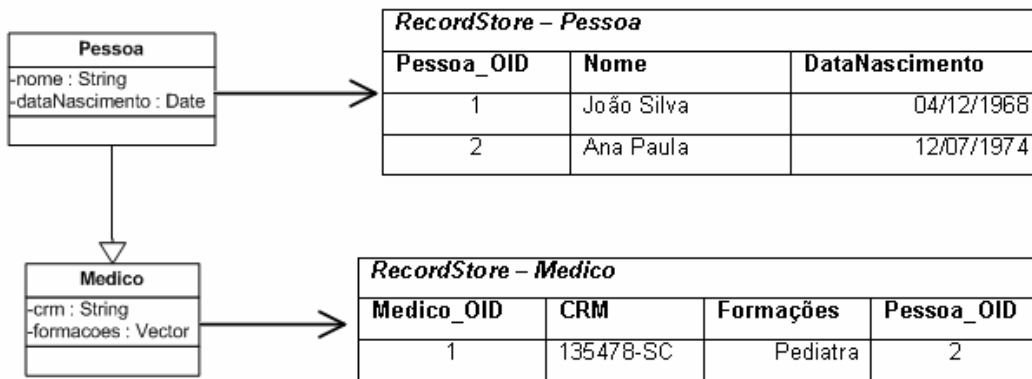 Pessoa
-nome : String
-dataNascimento : Date
RecordStore – Pessoa
Pessoa_OID Nome DataNascimento
1 João Silva 04/12/1968
2 Ana Paula 12/07/1974
Medico
-crm : String
-formacoes : Vector
RecordStore – Medico
Medico_OID CRM Formações Pessoa_OID
1 135478-SC Pediatra 2